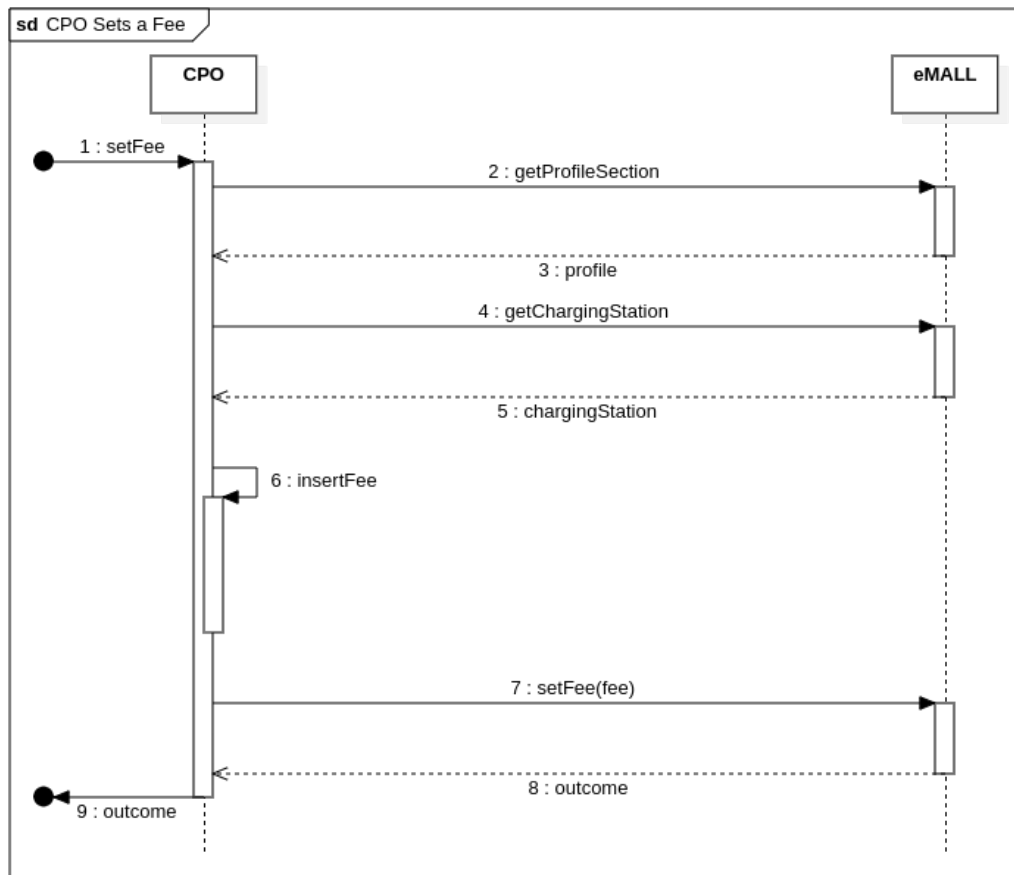 sd CPO Sets a Fee
CPO
eMALL
1 : setFee
2 : getProfileSection
3 : profile
4 : getChargingStation
5 : chargingStation
6 : insertFee
7 : setFee(fee)
8 : outcome
9 : outcome